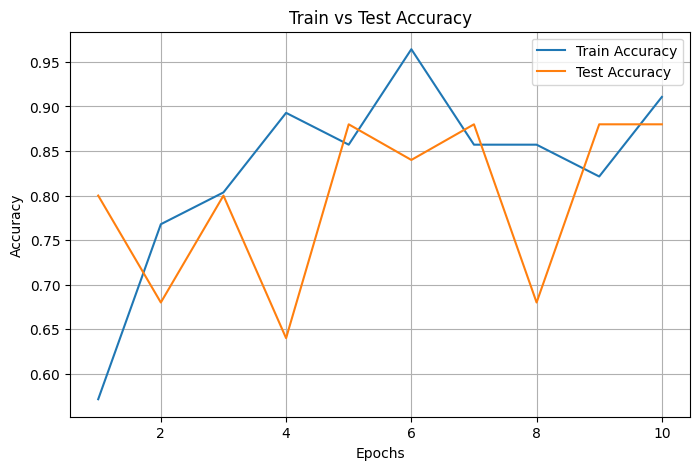 Train vs Test Accuracy
Train Accuracy
Test Accuracy
Accuracy
0.95
0.90
0.85
0.80
0.75
0.70
0.65
0.60
2 4 6 8 10
Epochs